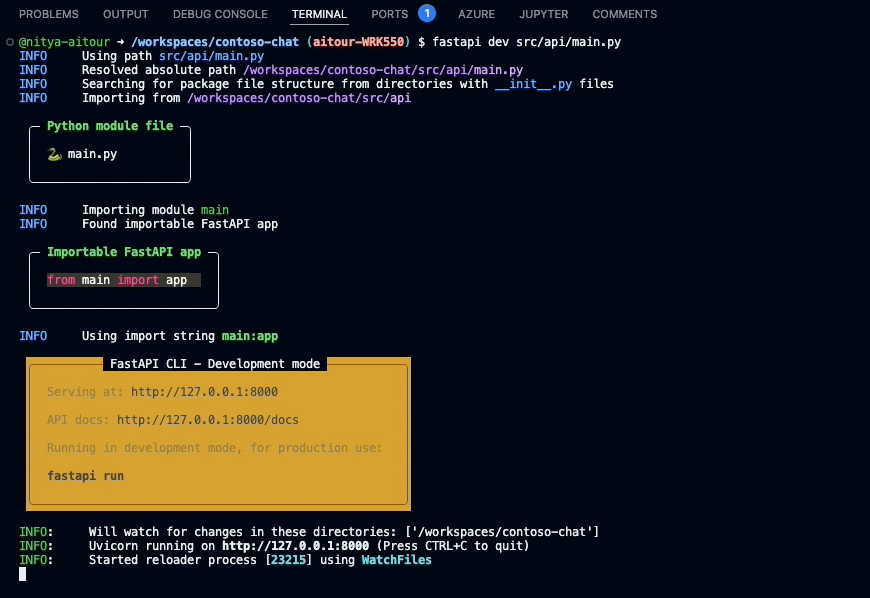 PROBLEMS OUTPUT DEBUG CONSOLE TERMINAL PORTS 1 AZURE JUPYTER COMMENTS
@nitya-aitour ➜ /workspaces/contoso-chat (aitour-WRK550) $ fastapi dev src/api/main.py
INFO Using path src/api/main.py
INFO Resolved absolute path /workspaces/contoso-chat/src/api/main.py
INFO Searching for package file structure from directories with __init__.py files
INFO Importing from /workspaces/contoso-chat/src/api
Python module file
🐍 main.py
INFO Importing module main
INFO Found importable FastAPI app
Importable FastAPI app
from main import app
INFO Using import string main:app
FastAPI CLI - Development mode
Serving at: http://127.0.0.1:8000
API docs: http://127.0.0.1:8000/docs
Running in development mode, for production use:
fastapi run
INFO: Will watch for changes in these directories: ['/workspaces/contoso-chat']
INFO: Uvicorn running on http://127.0.0.1:8000 (Press CTRL+C to quit)
INFO: Started reloader process [23215] using WatchFiles